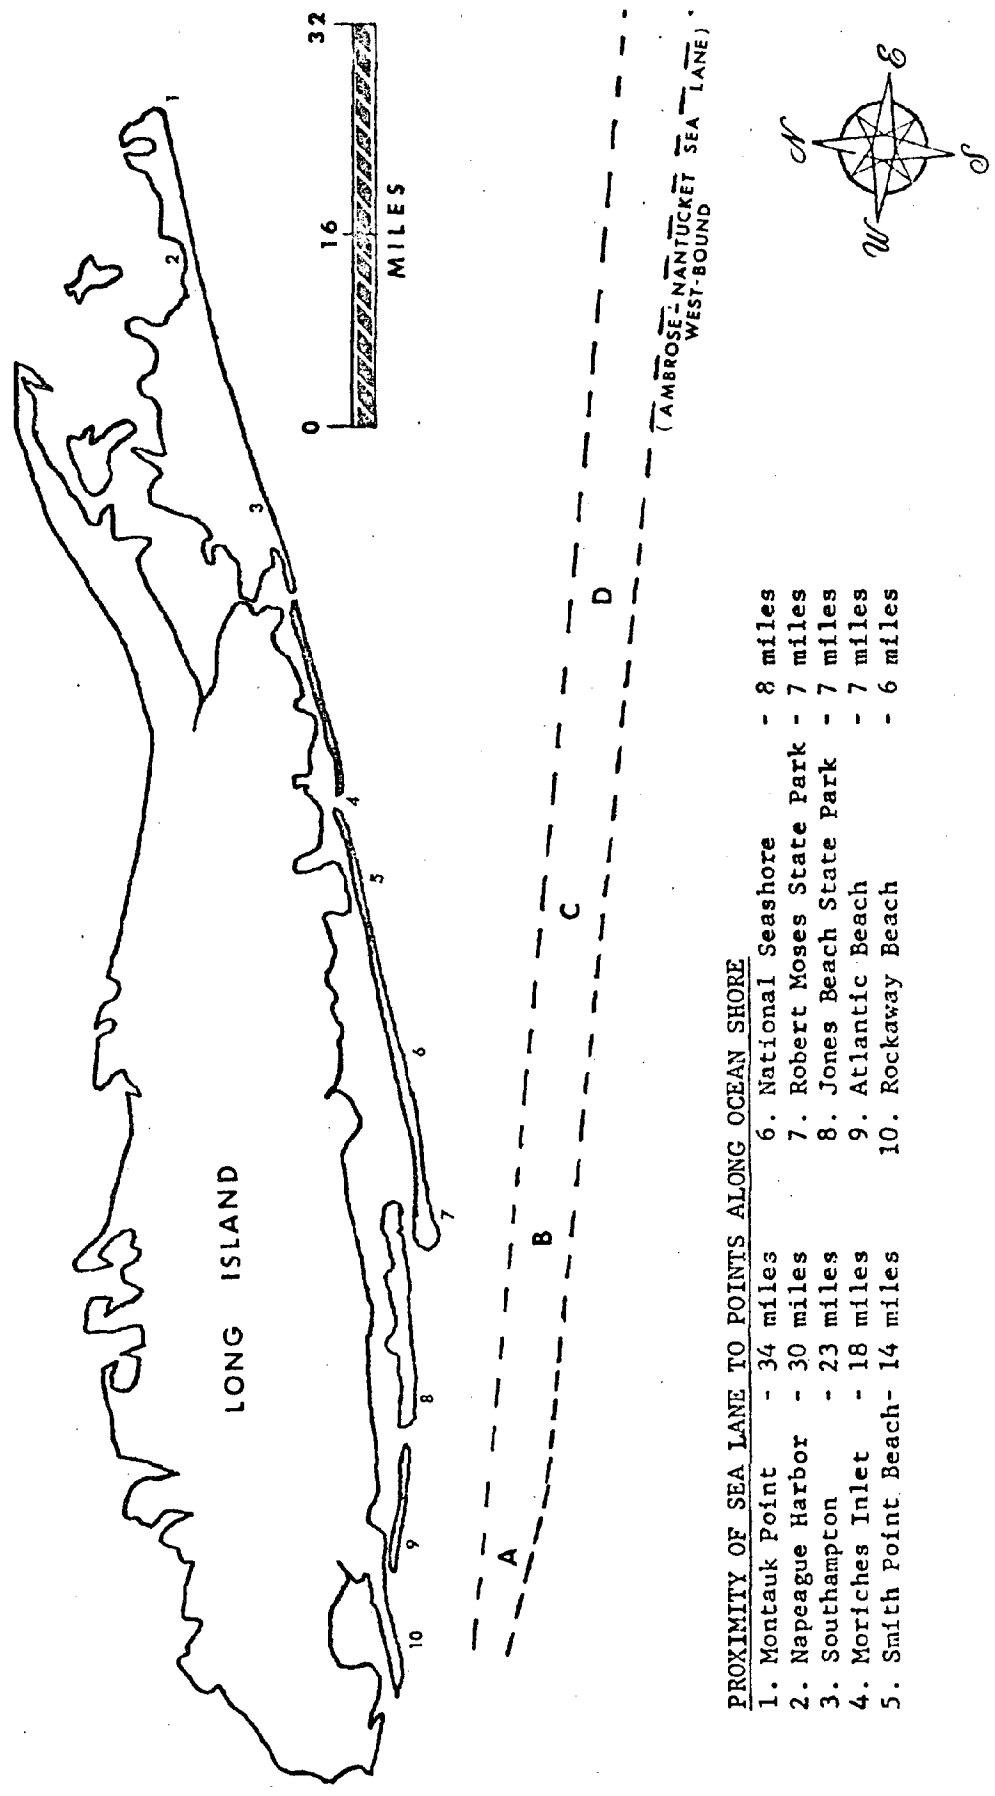 1
2
3
4
5
6
7
8
9
10
LONG ISLAND
0 16 32
MILES
A
B
C
D
(AMBROSE - NANTUCKET SEA LANE)
WEST-BOUND
N
E
S
W
PROXIMITY OF SEA LANE TO POINTS ALONG OCEAN SHORE
1. Montauk Point - 34 miles
2. Napeague Harbor - 30 miles
3. Southampton - 23 miles
4. Moriches Inlet - 18 miles
5. Smith Point Beach- 14 miles
6. National Seashore - 8 miles
7. Robert Moses State Park - 7 miles
8. Jones Beach State Park - 7 miles
9. Atlantic Beach - 7 miles
10. Rockaway Beach - 6 miles